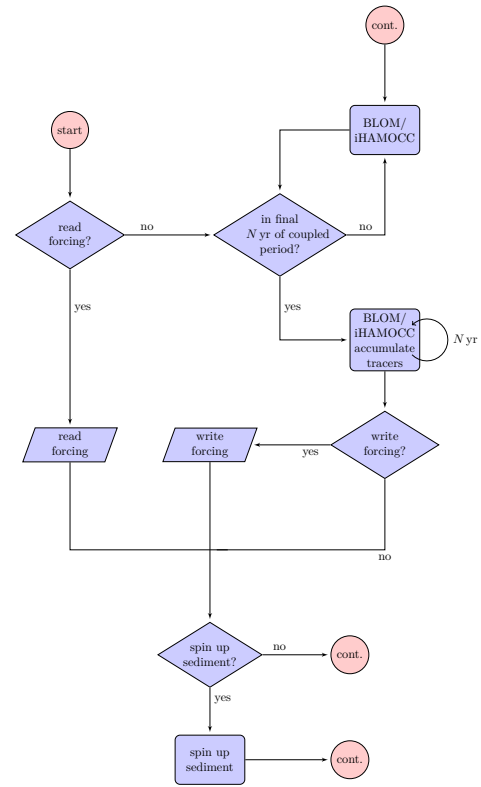 cont.
BLOM/
iHAMOCC
start
read
forcing?
no
in final
N yr of coupled
period?
no
yes
yes
BLOM/
iHAMOCC
accumulate
tracers
N yr
read
forcing
write
forcing
yes
write
forcing?
no
spin up
sediment?
no
cont.
yes
spin up
sediment
cont.